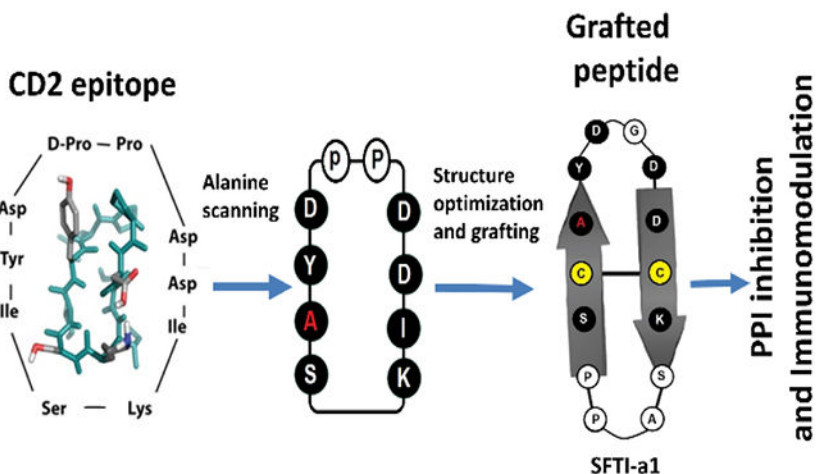 CD2 epitope
D-Pro — Pro
Asp
Tyr
Ile
Asp
Asp
Ile
Ser — Lys
Alanine
scanning
p P
D D
Y D
A I
S K
Structure
optimization
and grafting
Grafted
peptide
D G
Y D
A D
C C
S K
P S
P A
SFTI-a1
PPI inhibition
and Immunomodulation